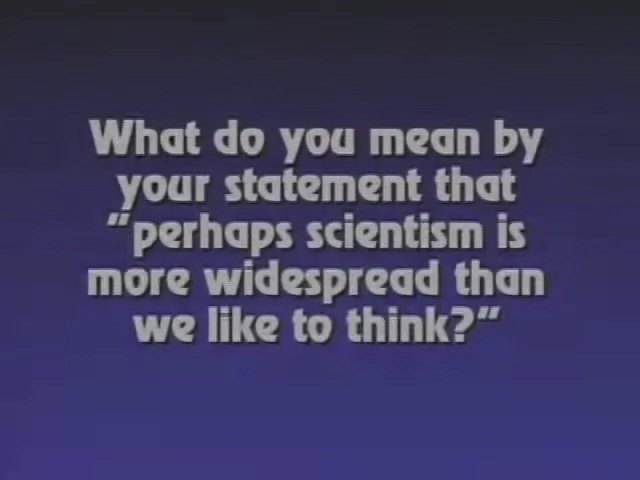 What do you mean by
your statement that
"perhaps scientism is
more widespread than
we like to think?"